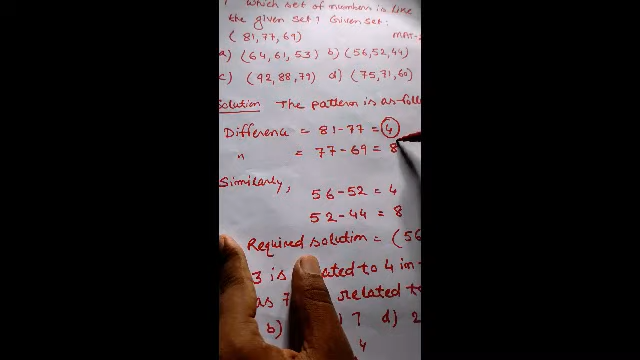 which set of numbers is like
the given set? Given set:
(81,77,69) MAT-2
a) (64,61,53) b) (56,52,44)
c) (92,88,79) d) (75,71,60)
Solution The pattern is as follo
Difference = 81-77 = 4
" = 77-69 = 8
Similarly, 56-52 = 4
52-44 = 8
Required solution = (56
3 is related to 4 in
as 7 related to
b) ? d) 2
4